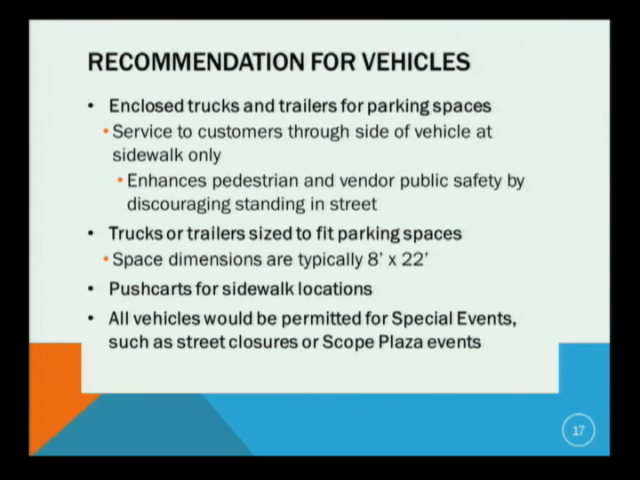 RECOMMENDATION FOR VEHICLES
• Enclosed trucks and trailers for parking spaces
• Service to customers through side of vehicle at
sidewalk only
• Enhances pedestrian and vendor public safety by
discouraging standing in street
• Trucks or trailers sized to fit parking spaces
• Space dimensions are typically 8' x 22'
• Pushcarts for sidewalk locations
• All vehicles would be permitted for Special Events,
such as street closures or Scope Plaza events
17